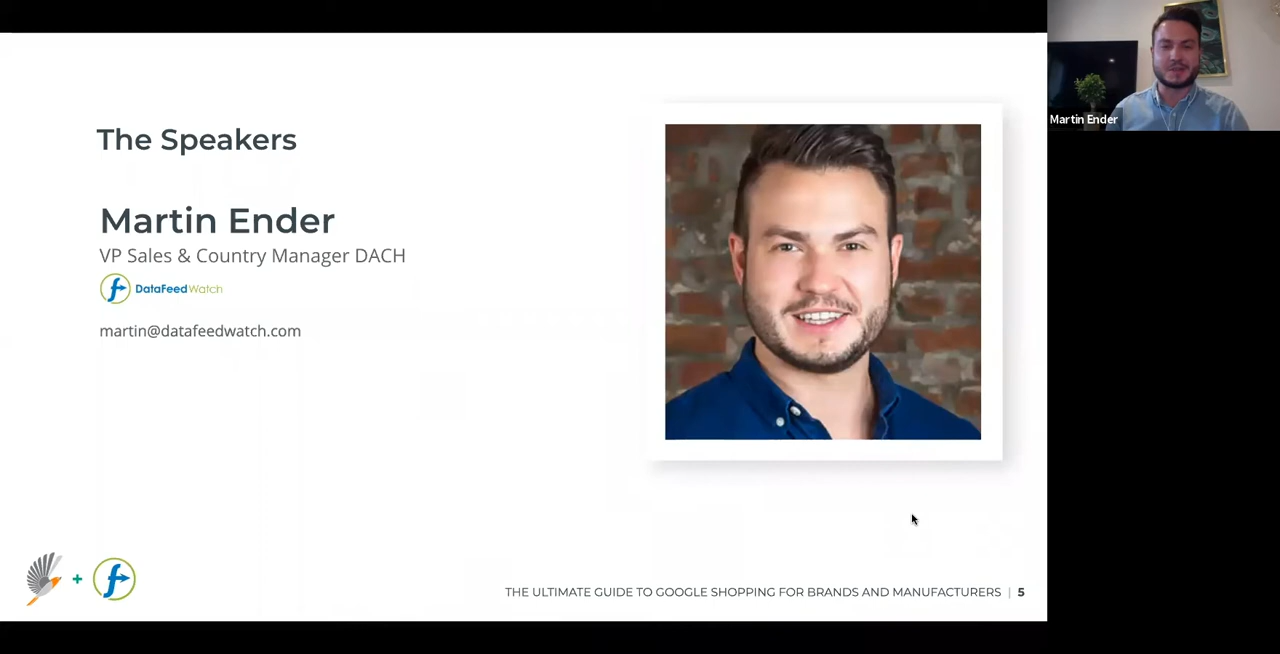 The Speakers
Martin Ender
VP Sales & Country Manager DACH
DataFeedWatch
martin@datafeedwatch.com
+
THE ULTIMATE GUIDE TO GOOGLE SHOPPING FOR BRANDS AND MANUFACTURERS | 5
Martin Ender